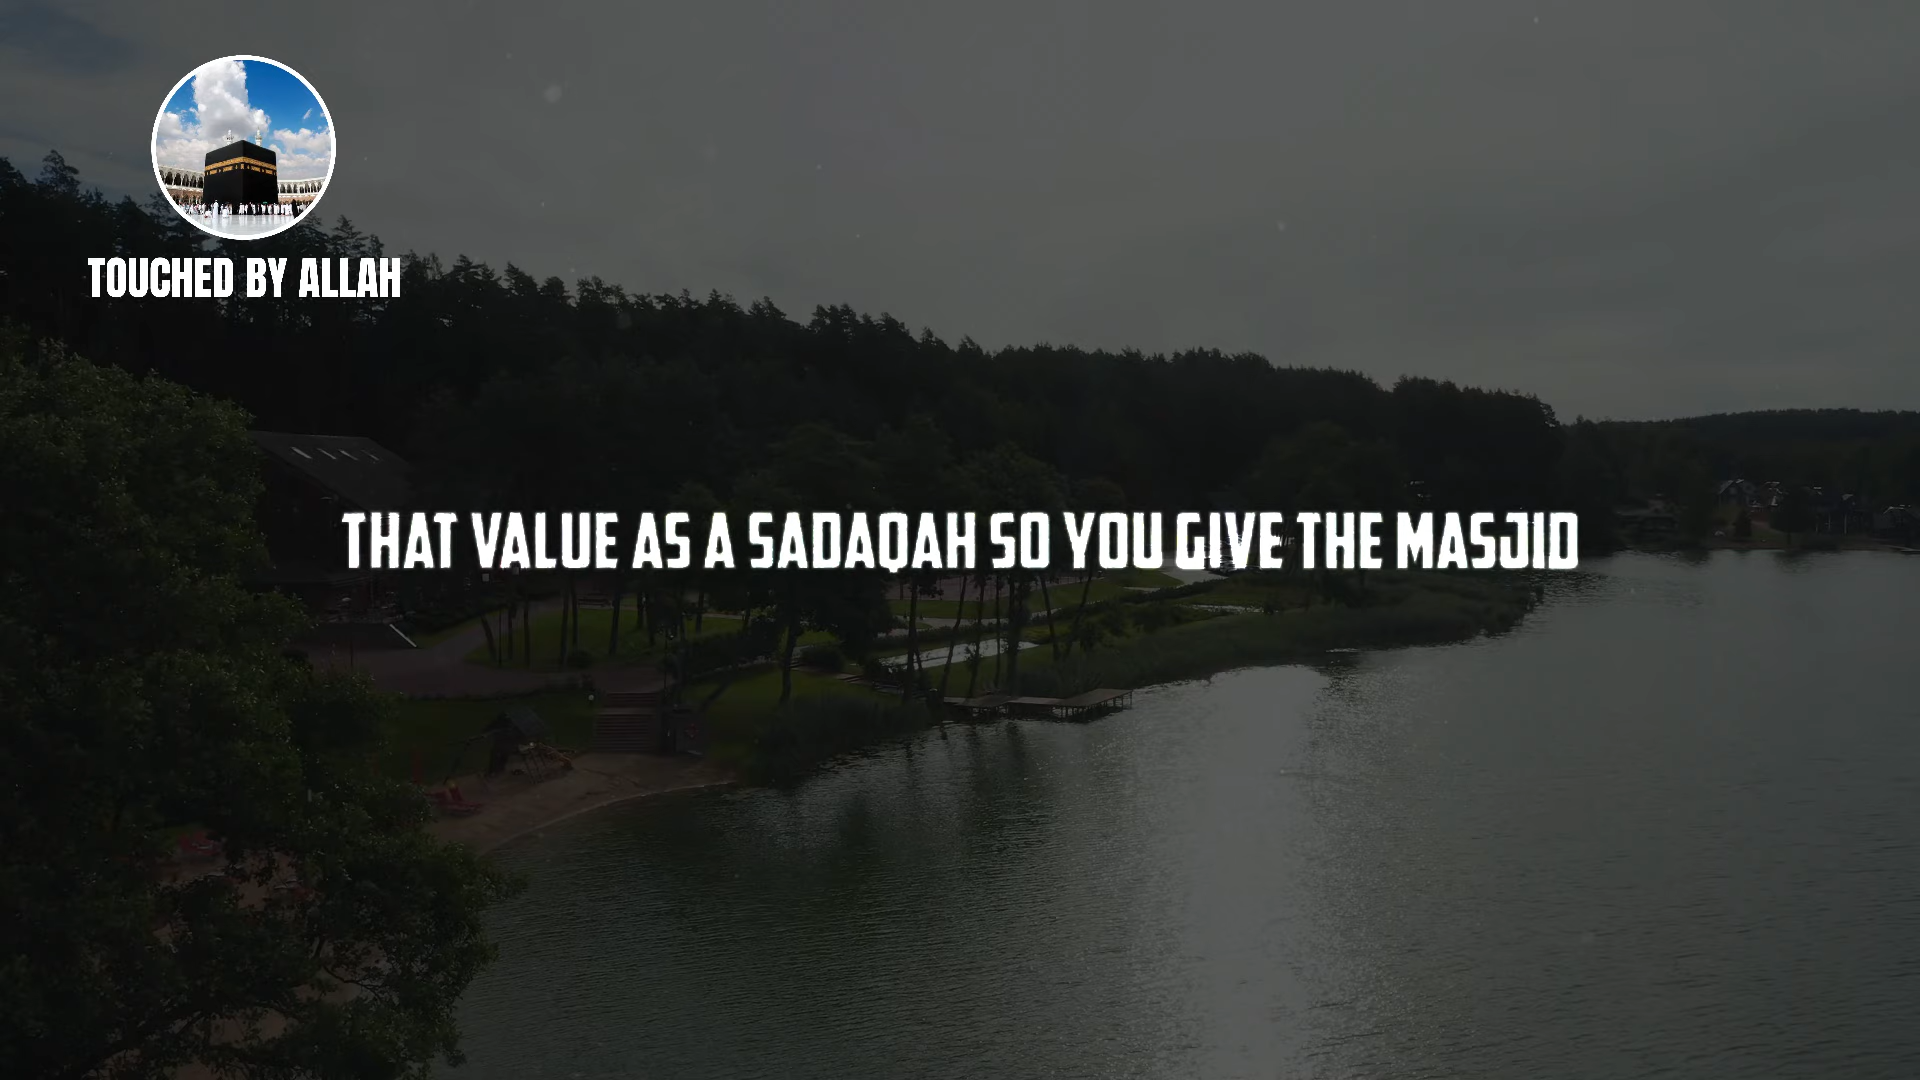 TOUCHED BY ALLAH
THAT VALUE AS A SADAQAH SO YOU GIVE THE MASJID